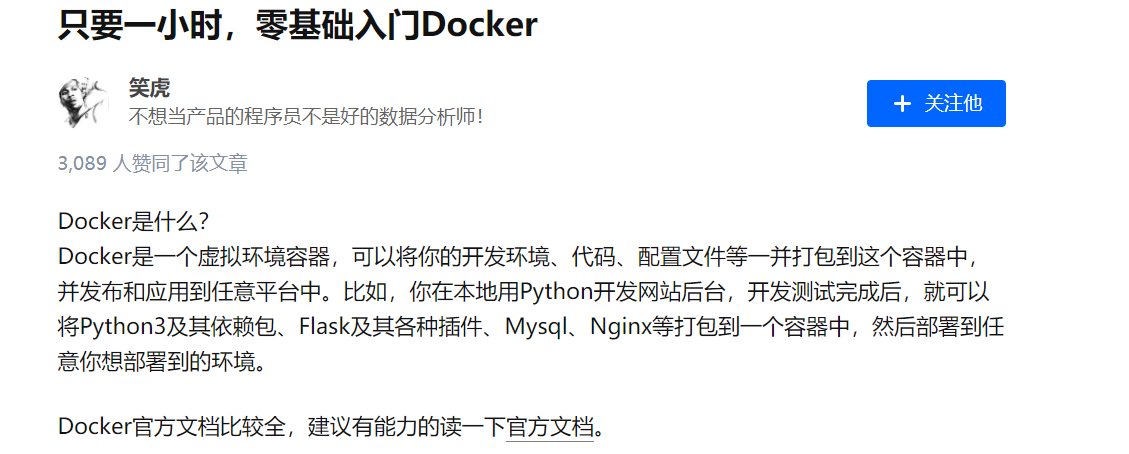 只要一小时，零基础入门Docker
笑虎
不想当产品的程序员不是好的数据分析师！
+ 关注他
3,089 人赞同了该文章
Docker是什么？
Docker是一个虚拟环境容器，可以将你的开发环境、代码、配置文件等一并打包到这个容器中，
并发布和应用到任意平台中。比如，你在本地用Python开发网站后台，开发测试完成后，就可以
将Python3及其依赖包、Flask及其各种插件、Mysql、Nginx等打包到一个容器中，然后部署到任
意你想部署到的环境。
Docker官方文档比较全，建议有能力的读一下官方文档。